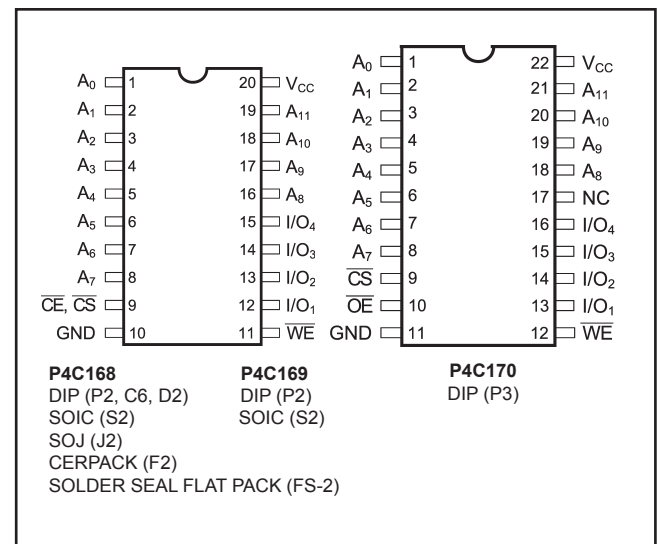 A0 1 20 VCC
A1 2 19 A11
A2 3 18 A10
A3 4 17 A9
A4 5 16 A8
A5 6 15 I/O4
A6 7 14 I/O3
A7 8 13 I/O2
CE, CS 9 12 I/O1
GND 10 11 WE
P4C168
DIP (P2, C6, D2)
SOIC (S2)
SOJ (J2)
CERPACK (F2)
SOLDER SEAL FLAT PACK (FS-2)
P4C169
DIP (P2)
SOIC (S2)
A0 1 22 VCC
A1 2 21 A11
A2 3 20 A10
A3 4 19 A9
A4 5 18 A8
A5 6 17 NC
A6 7 16 I/O4
A7 8 15 I/O3
CS 9 14 I/O2
OE 10 13 I/O1
GND 11 12 WE
P4C170
DIP (P3)